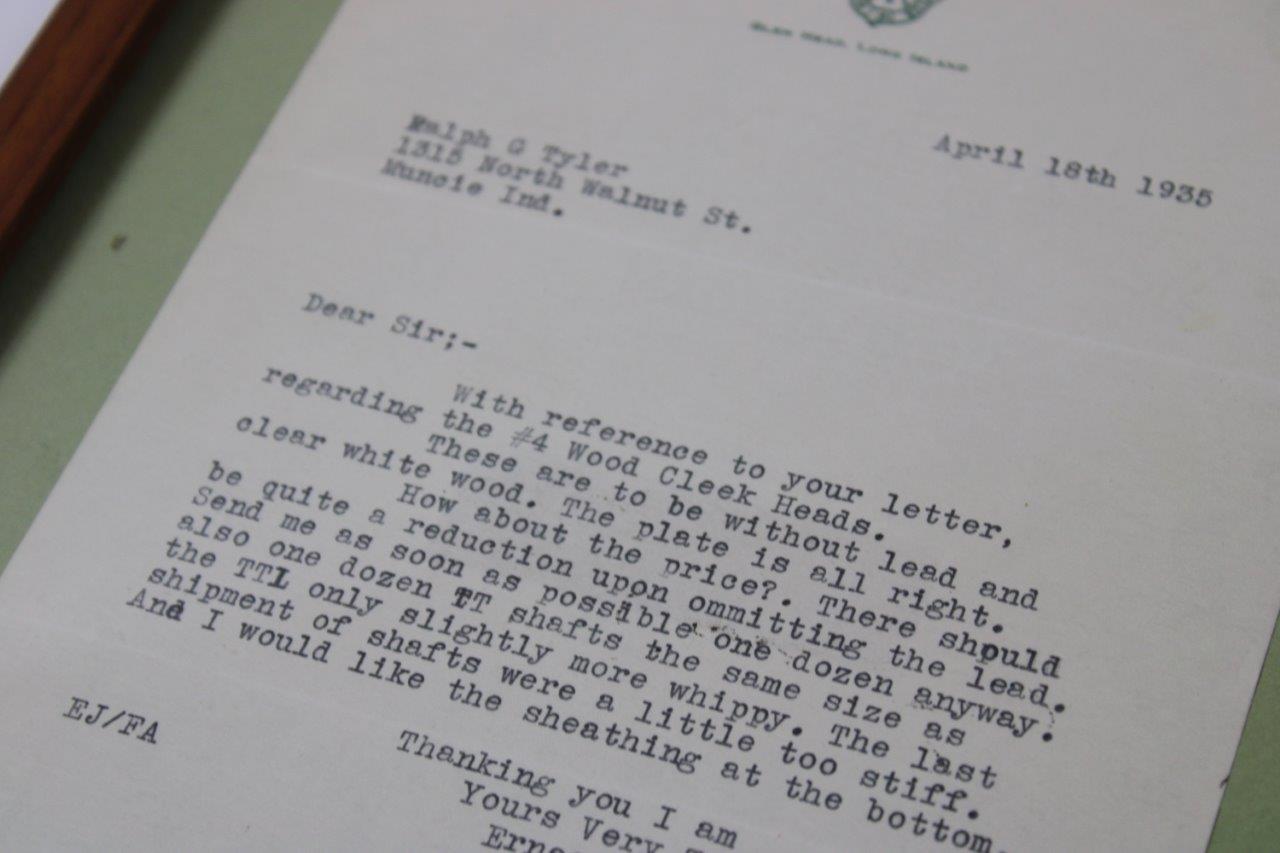 GLEN HEAD, LONG ISLAND
April 18th 1935
Ralph G Tyler
1315 North Walnut St.
Muncie Ind.
Dear Sir;-
With reference to your letter,
regarding the #4 Wood Cleek Heads.
These are to be without lead and
clear white wood. The plate is all right.
How about the price?. There should
be quite a reduction upon ommitting the lead.
Send me as soon as possible one dozen anyway.
also one dozen TT shafts the same size as
the TTL only slightly more whippy. The last
shipment of shafts were a little too stiff.
And I would like the sheathing at the bottom.
EJ/FA
Thanking you I am
Yours Very